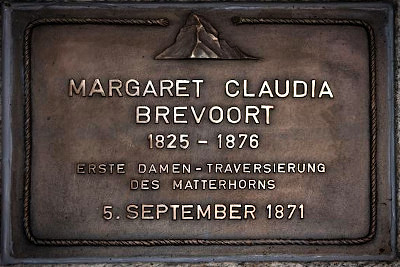 MARGARET CLAUDIA
BREVOORT
1825 - 1876
ERSTE DAMEN - TRAVERSIERUNG
DES MATTERHORNS
5. SEPTEMBER 1871